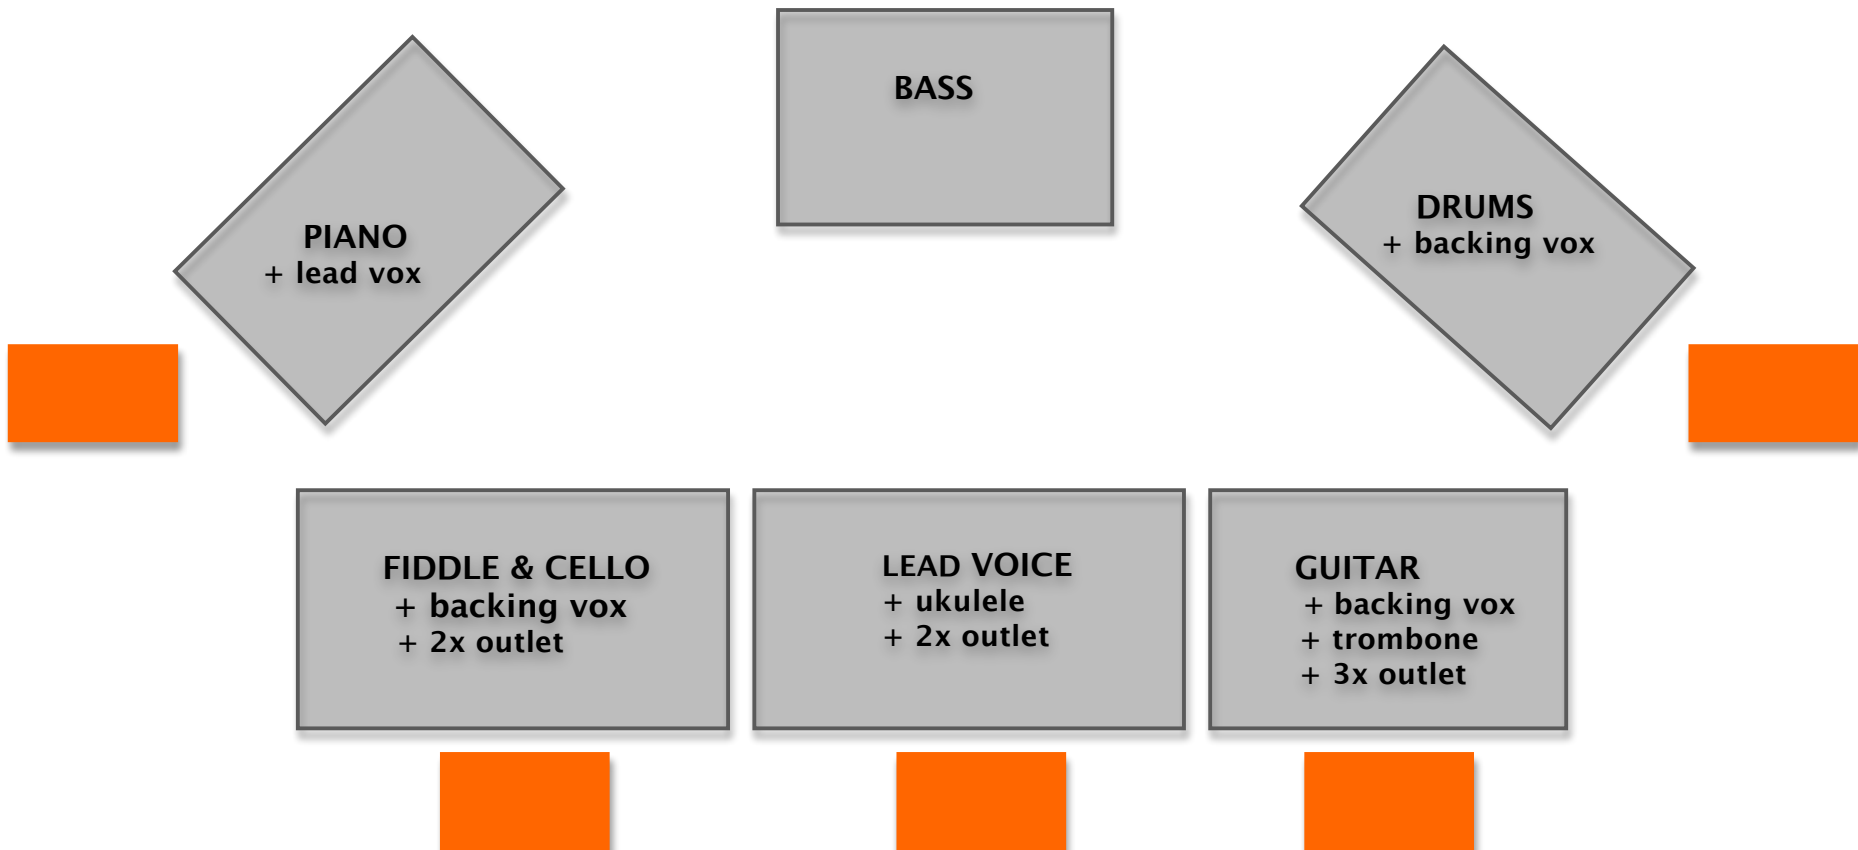 BASS
PIANO
+ lead vox
DRUMS
+ backing vox
FIDDLE & CELLO
+ backing vox
+ 2x outlet
LEAD VOICE
+ ukulele
+ 2x outlet
GUITAR
+ backing vox
+ trombone
+ 3x outlet